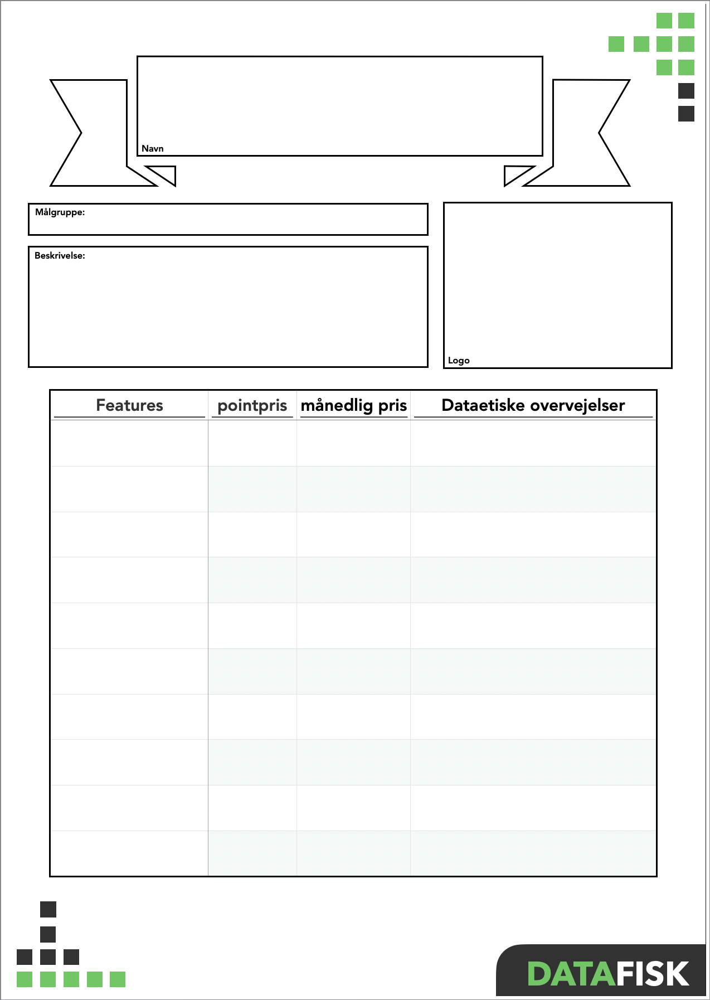 Navn
Målgruppe:
Beskrivelse:
Logo
Features pointpris månedlig pris Dataetiske overvejelser
DATAFISK